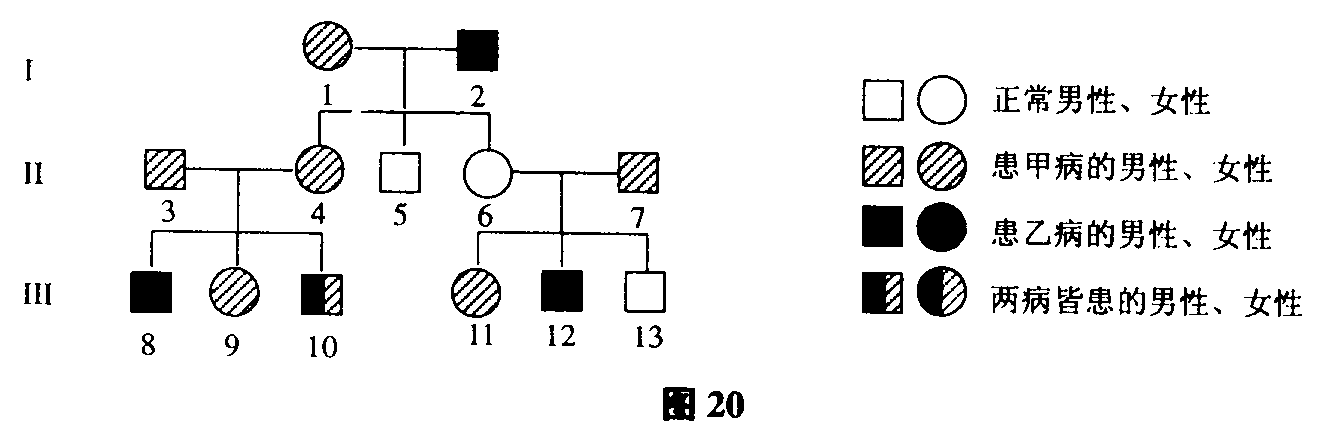 I
1 2
正常男性、女性
II
3 4 5 6 7
患甲病的男性、女性
患乙病的男性、女性
III
8 9 10 11 12 13
两病皆患的男性、女性
图 20